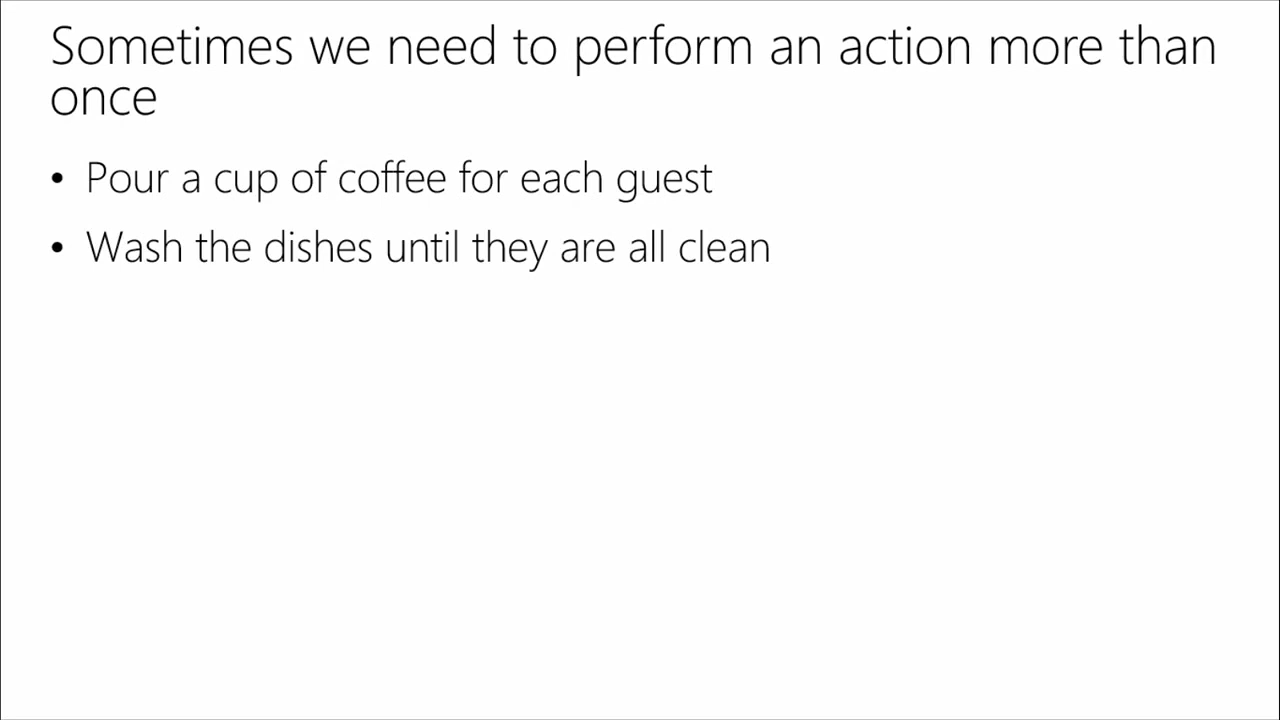 Sometimes we need to perform an action more than
once
• Pour a cup of coffee for each guest
• Wash the dishes until they are all clean